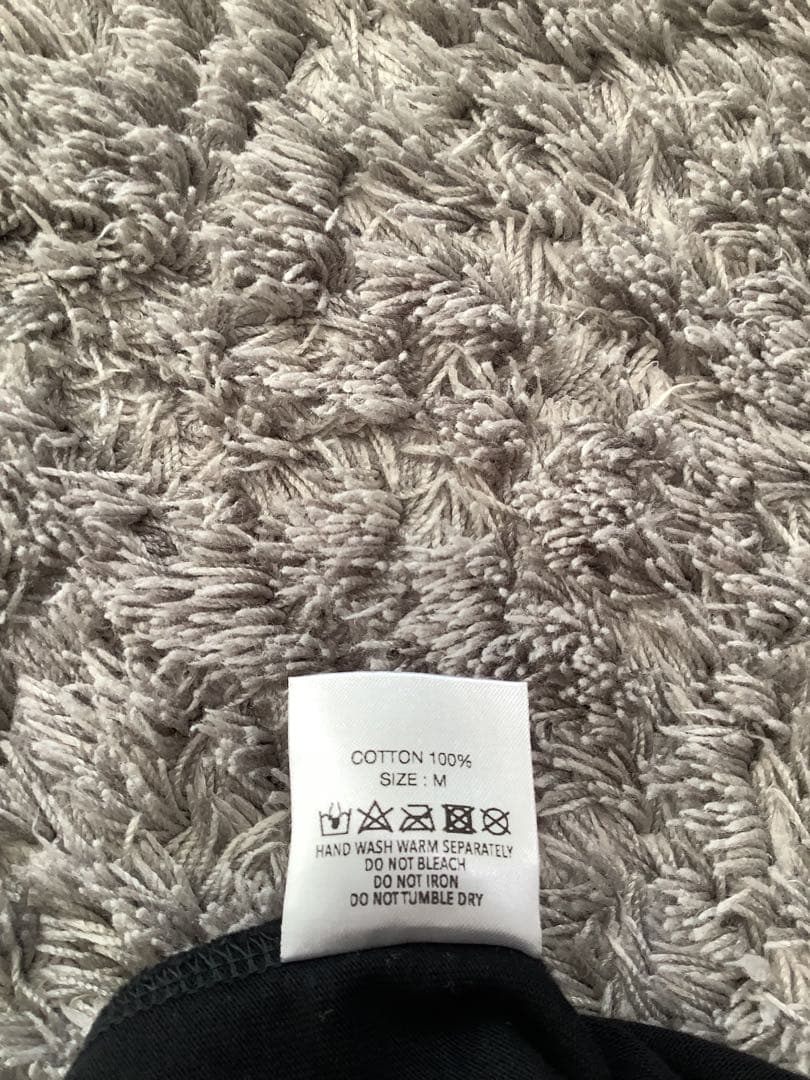 COTTON 100%
SIZE : M
HAND WASH WARM SEPARATELY
DO NOT BLEACH
DO NOT IRON
DO NOT TUMBLE DRY